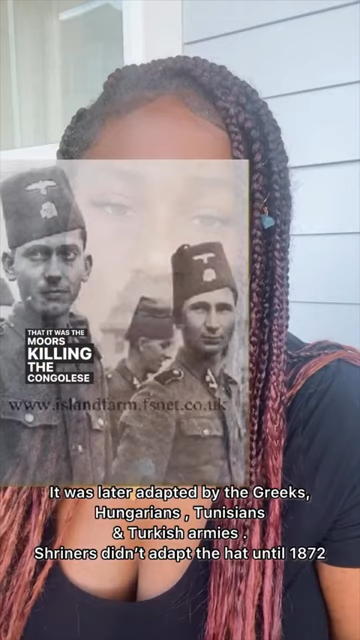 THAT IT WAS THE
MOORS
KILLING
THE
CONGOLESE
www.islandfarm.fsnet.co.uk
It was later adapted by the Greeks,
Hungarians , Tunisians
& Turkish armies .
Shriners didn't adapt the hat until 1872